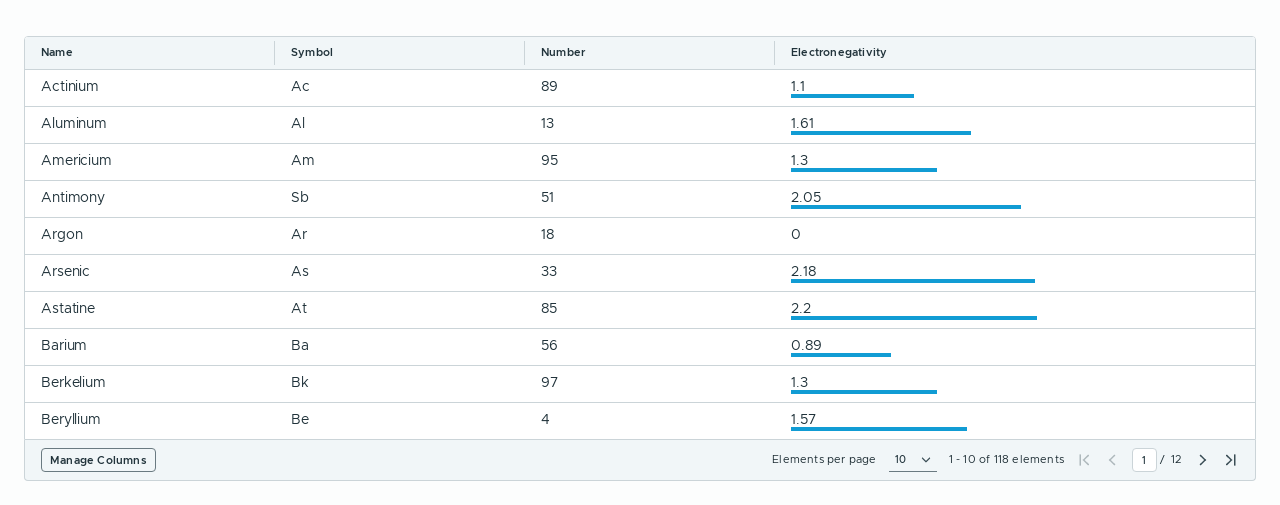 Name Symbol Number Electronegativity
Actinium Ac 89 1.1
Aluminum Al 13 1.61
Americium Am 95 1.3
Antimony Sb 51 2.05
Argon Ar 18 0
Arsenic As 33 2.18
Astatine At 85 2.2
Barium Ba 56 0.89
Berkelium Bk 97 1.3
Beryllium Be 4 1.57
Manage Columns Elements per page 10 1 - 10 of 118 elements 1 / 12